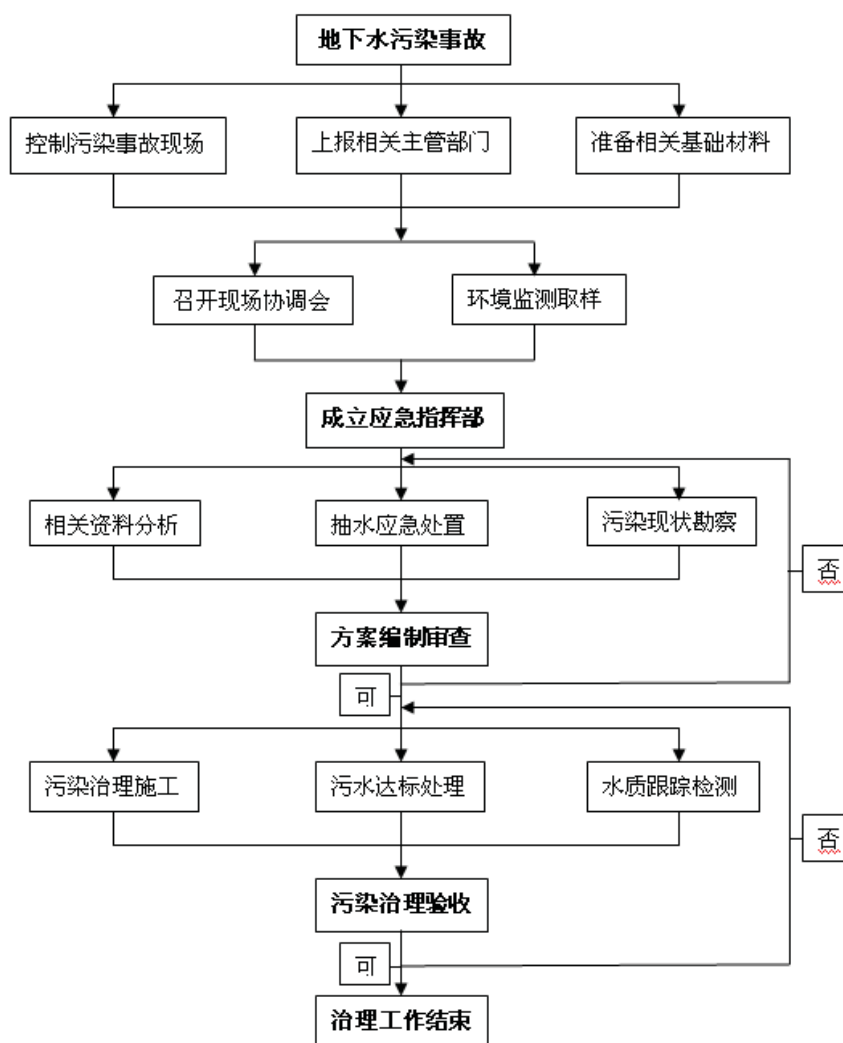 地下水污染事故
控制污染事故现场
上报相关主管部门
准备相关基础材料
召开现场协调会
环境监测取样
成立应急指挥部
相关资料分析
抽水应急处置
污染现状勘察
否
方案编制审查
可
污染治理施工
污水达标处理
水质跟踪检测
否
污染治理验收
可
治理工作结束